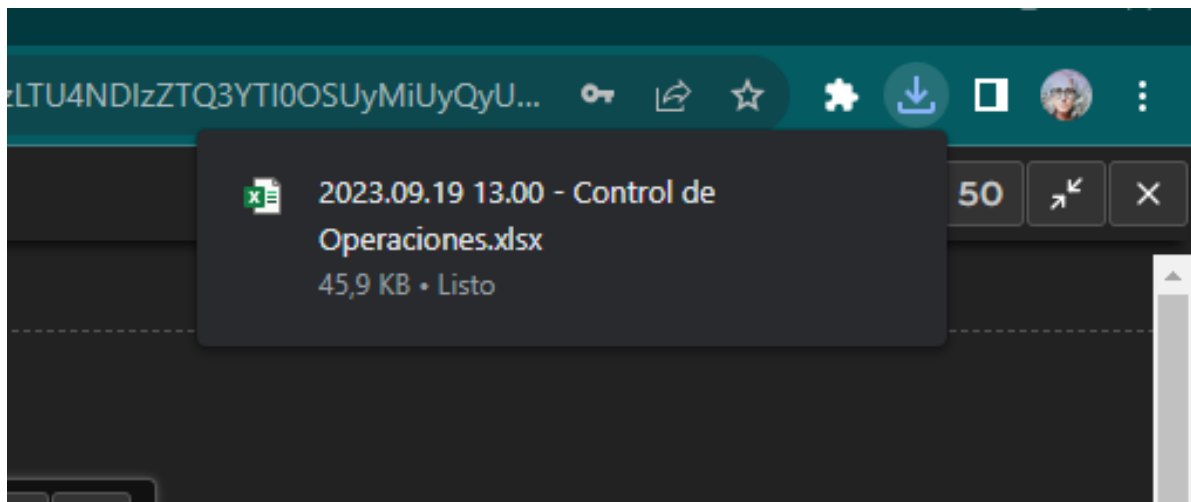 zLTU4NDIzZTQ3YTI0OSUyMiUyQyU...
2023.09.19 13.00 - Control de
Operaciones.xlsx
45,9 KB • Listo
50